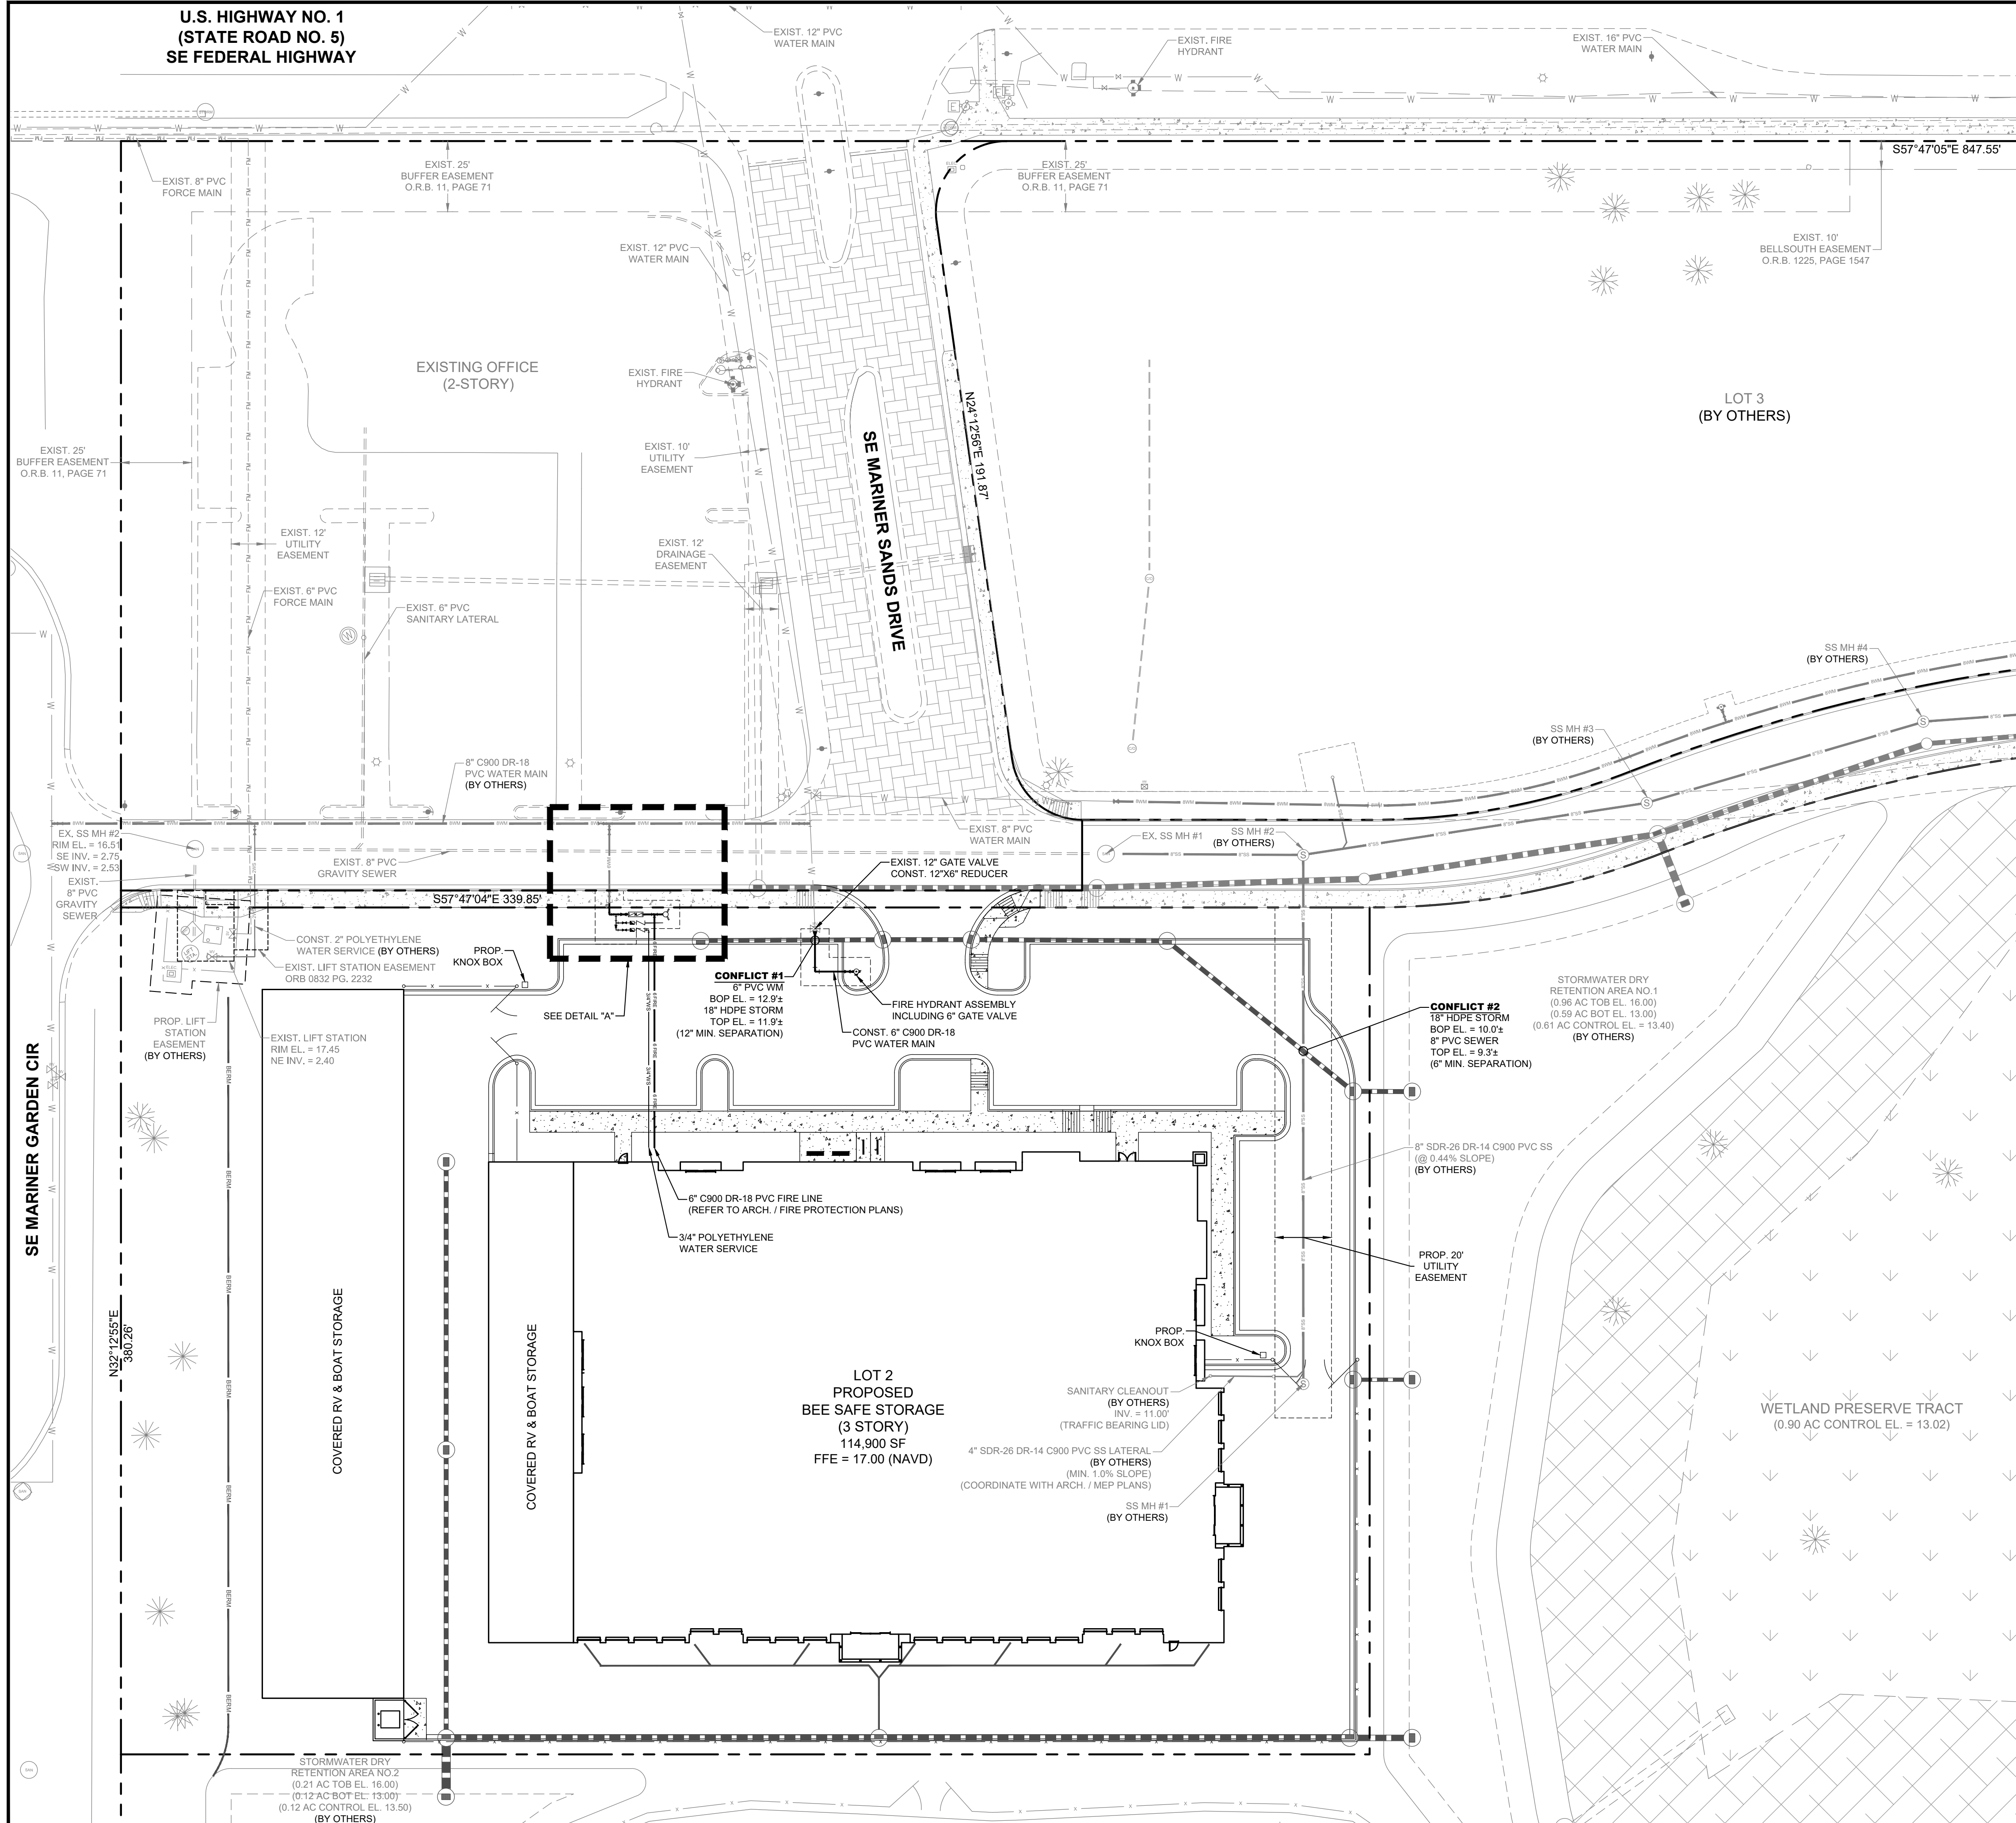 U.S. HIGHWAY NO. 1
(STATE ROAD NO. 5)
SE FEDERAL HIGHWAY
EXIST. 12" PVC
WATER MAIN
EXIST. FIRE
HYDRANT
EXIST. 16" PVC
WATER MAIN
S57°47'05"E 847.55'
EXIST. 8" PVC
FORCE MAIN
EXIST. 25'
BUFFER EASEMENT
O.R.B. 11, PAGE 71
EXIST. 25'
BUFFER EASEMENT
O.R.B. 11, PAGE 71
EXIST. 10'
BELLSOUTH EASEMENT
O.R.B. 1225, PAGE 1547
EXIST. 12" PVC
WATER MAIN
EXISTING OFFICE
(2-STORY)
EXIST. FIRE
HYDRANT
LOT 3
(BY OTHERS)
N24°12'56"E 191.87'
EXIST. 25'
BUFFER EASEMENT
O.R.B. 11, PAGE 71
EXIST. 10'
UTILITY
EASEMENT
SE MARINER SANDS DRIVE
EXIST. 12'
UTILITY
EASEMENT
EXIST. 12'
DRAINAGE
EASEMENT
EXIST. 6" PVC
FORCE MAIN
EXIST. 6" PVC
SANITARY LATERAL
SS MH #4
(BY OTHERS)
SS MH #3
(BY OTHERS)
8" C900 DR-18
PVC WATER MAIN
(BY OTHERS)
EX, SS MH #2
RIM EL. = 16.51
SE INV. = 2.75
SW INV. = 2.53
EXIST.
8" PVC
GRAVITY
SEWER
EXIST. 8" PVC
GRAVITY SEWER
EXIST. 8" PVC
WATER MAIN
EX, SS MH #1
SS MH #2
(BY OTHERS)
EXIST. 12" GATE VALVE
CONST. 12"X6" REDUCER
S57°47'04"E 339.85'
CONST. 2" POLYETHYLENE
WATER SERVICE (BY OTHERS)
EXIST. LIFT STATION EASEMENT
ORB 0832 PG, 2232
PROP.
KNOX BOX
SEE DETAIL "A"
CONFLICT #1
6" PVC WM
BOP EL. = 12.9'±
18" HDPE STORM
TOP EL. = 11.9'±
(12" MIN. SEPARATION)
FIRE HYDRANT ASSEMBLY
INCLUDING 6" GATE VALVE
CONST. 6" C900 DR-18
PVC WATER MAIN
CONFLICT #2
18" HDPE STORM
BOP EL. = 10.0'±
8" PVC SEWER
TOP EL. = 9.3'±
(6" MIN. SEPARATION)
STORMWATER DRY
RETENTION AREA NO.1
(0.96 AC TOB EL. 16.00)
(0.59 AC BOT EL. 13.00)
(0.61 AC CONTROL EL. = 13.40)
(BY OTHERS)
PROP. LIFT
STATION
EASEMENT
(BY OTHERS)
EXIST. LIFT STATION
RIM EL. = 17,45
NE INV, = 2,40
SE MARINER GARDEN CIR
8" SDR-26 DR-14 C900 PVC SS
(@ 0.44% SLOPE)
(BY OTHERS)
6" C900 DR-18 PVC FIRE LINE
(REFER TO ARCH. / FIRE PROTECTION PLANS)
3/4" POLYETHYLENE
WATER SERVICE
PROP. 20'
UTILITY
EASEMENT
N32°12'55"E
380.26'
COVERED RV & BOAT STORAGE
COVERED RV & BOAT STORAGE
PROP.
KNOX BOX
LOT 2
PROPOSED
BEE SAFE STORAGE
(3 STORY)
114,900 SF
FFE = 17.00 (NAVD)
SANITARY CLEANOUT
(BY OTHERS)
INV. = 11.00'
(TRAFFIC BEARING LID)
4" SDR-26 DR-14 C900 PVC SS LATERAL
(BY OTHERS)
(MIN. 1.0% SLOPE)
(COORDINATE WITH ARCH. / MEP PLANS)
SS MH #1
(BY OTHERS)
WETLAND PRESERVE TRACT
(0.90 AC CONTROL EL. = 13.02)
STORMWATER DRY
RETENTION AREA NO.2
(0.21 AC TOB EL. 16.00)
(0.12 AC BOT EL. 13.00)
(0.12 AC CONTROL EL. 13.50)
(BY OTHERS)